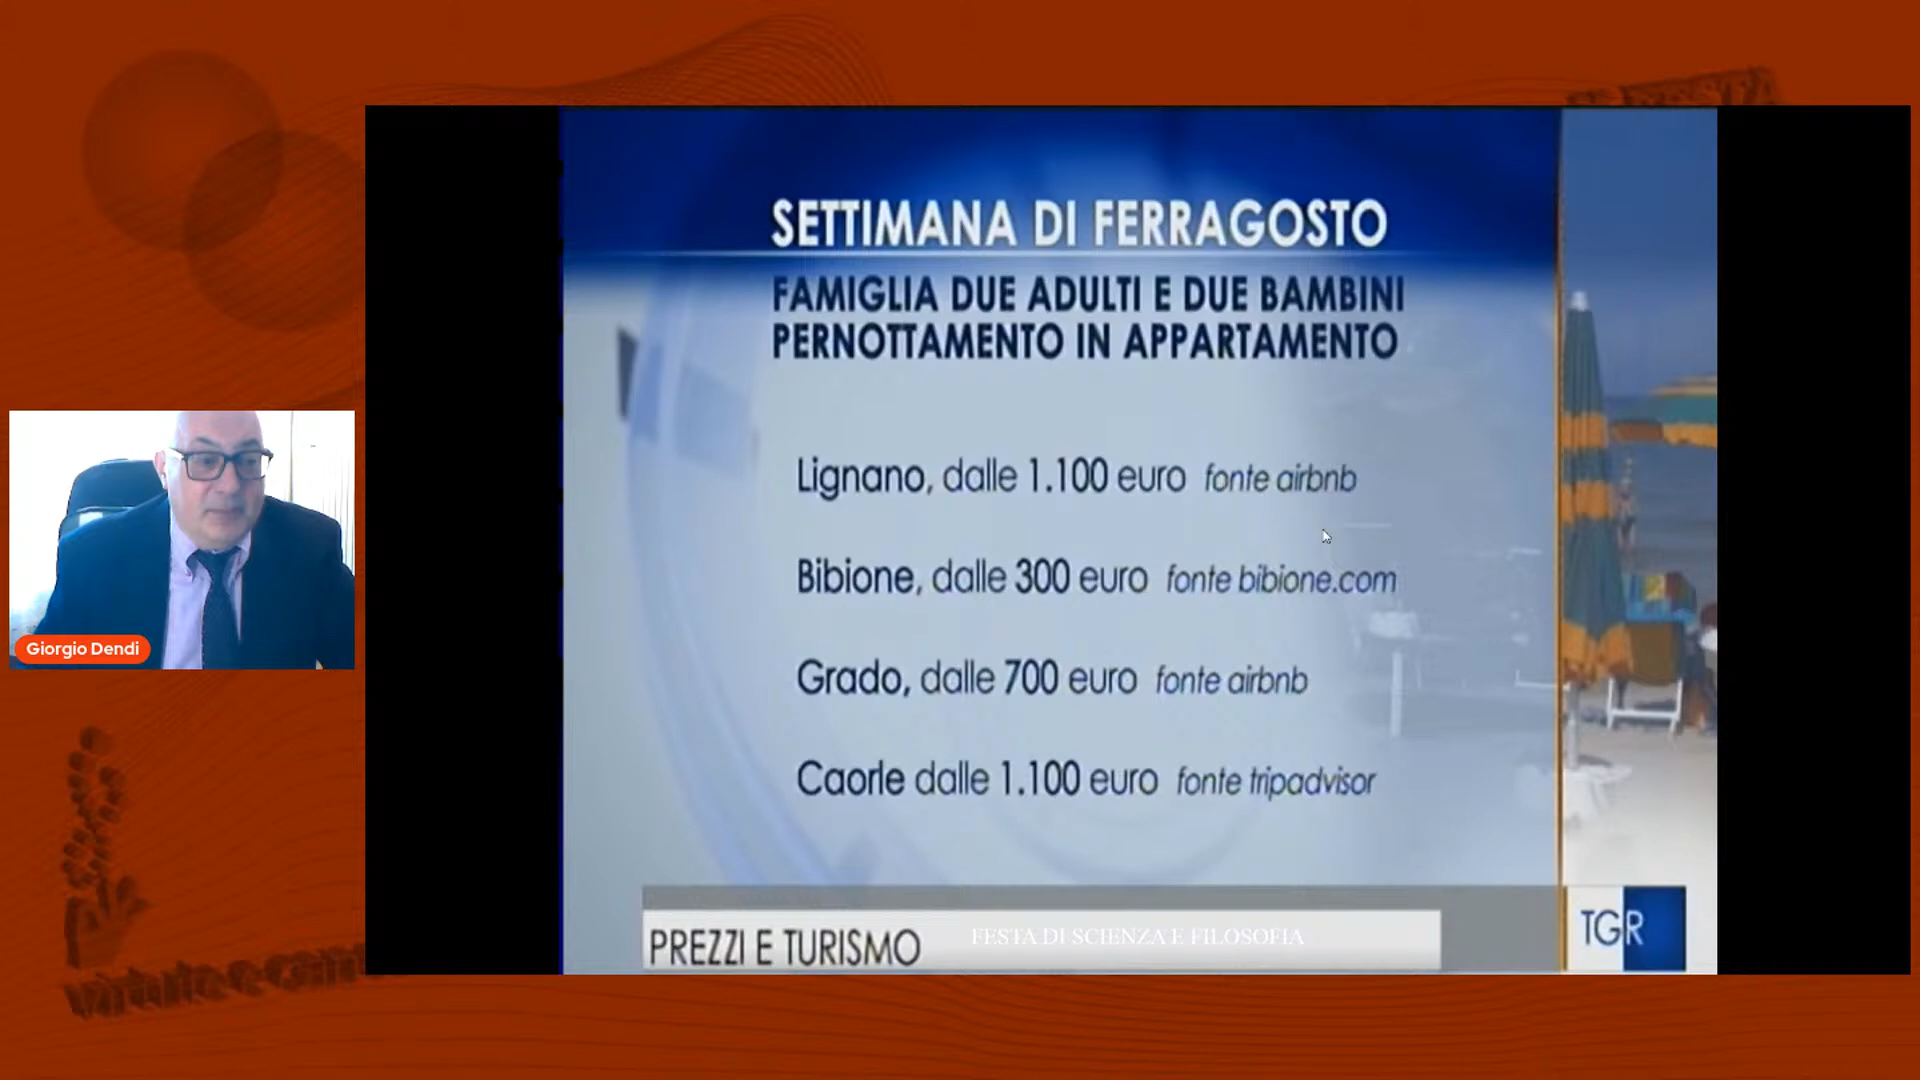 SETTIMANA DI FERRAGOSTO
FAMIGLIA DUE ADULTI E DUE BAMBINI
PERNOTTAMENTO IN APPARTAMENTO
Lignano, dalle 1.100 euro fonte airbnb
Bibione, dalle 300 euro fonte bibione.com
Grado, dalle 700 euro fonte airbnb
Caorle dalle 1.100 euro fonte tripadvisor
Giorgio Dendi
PREZZI E TURISMO
FESTA DI SCIENZA E FILOSOFIA
TGR
virtute e